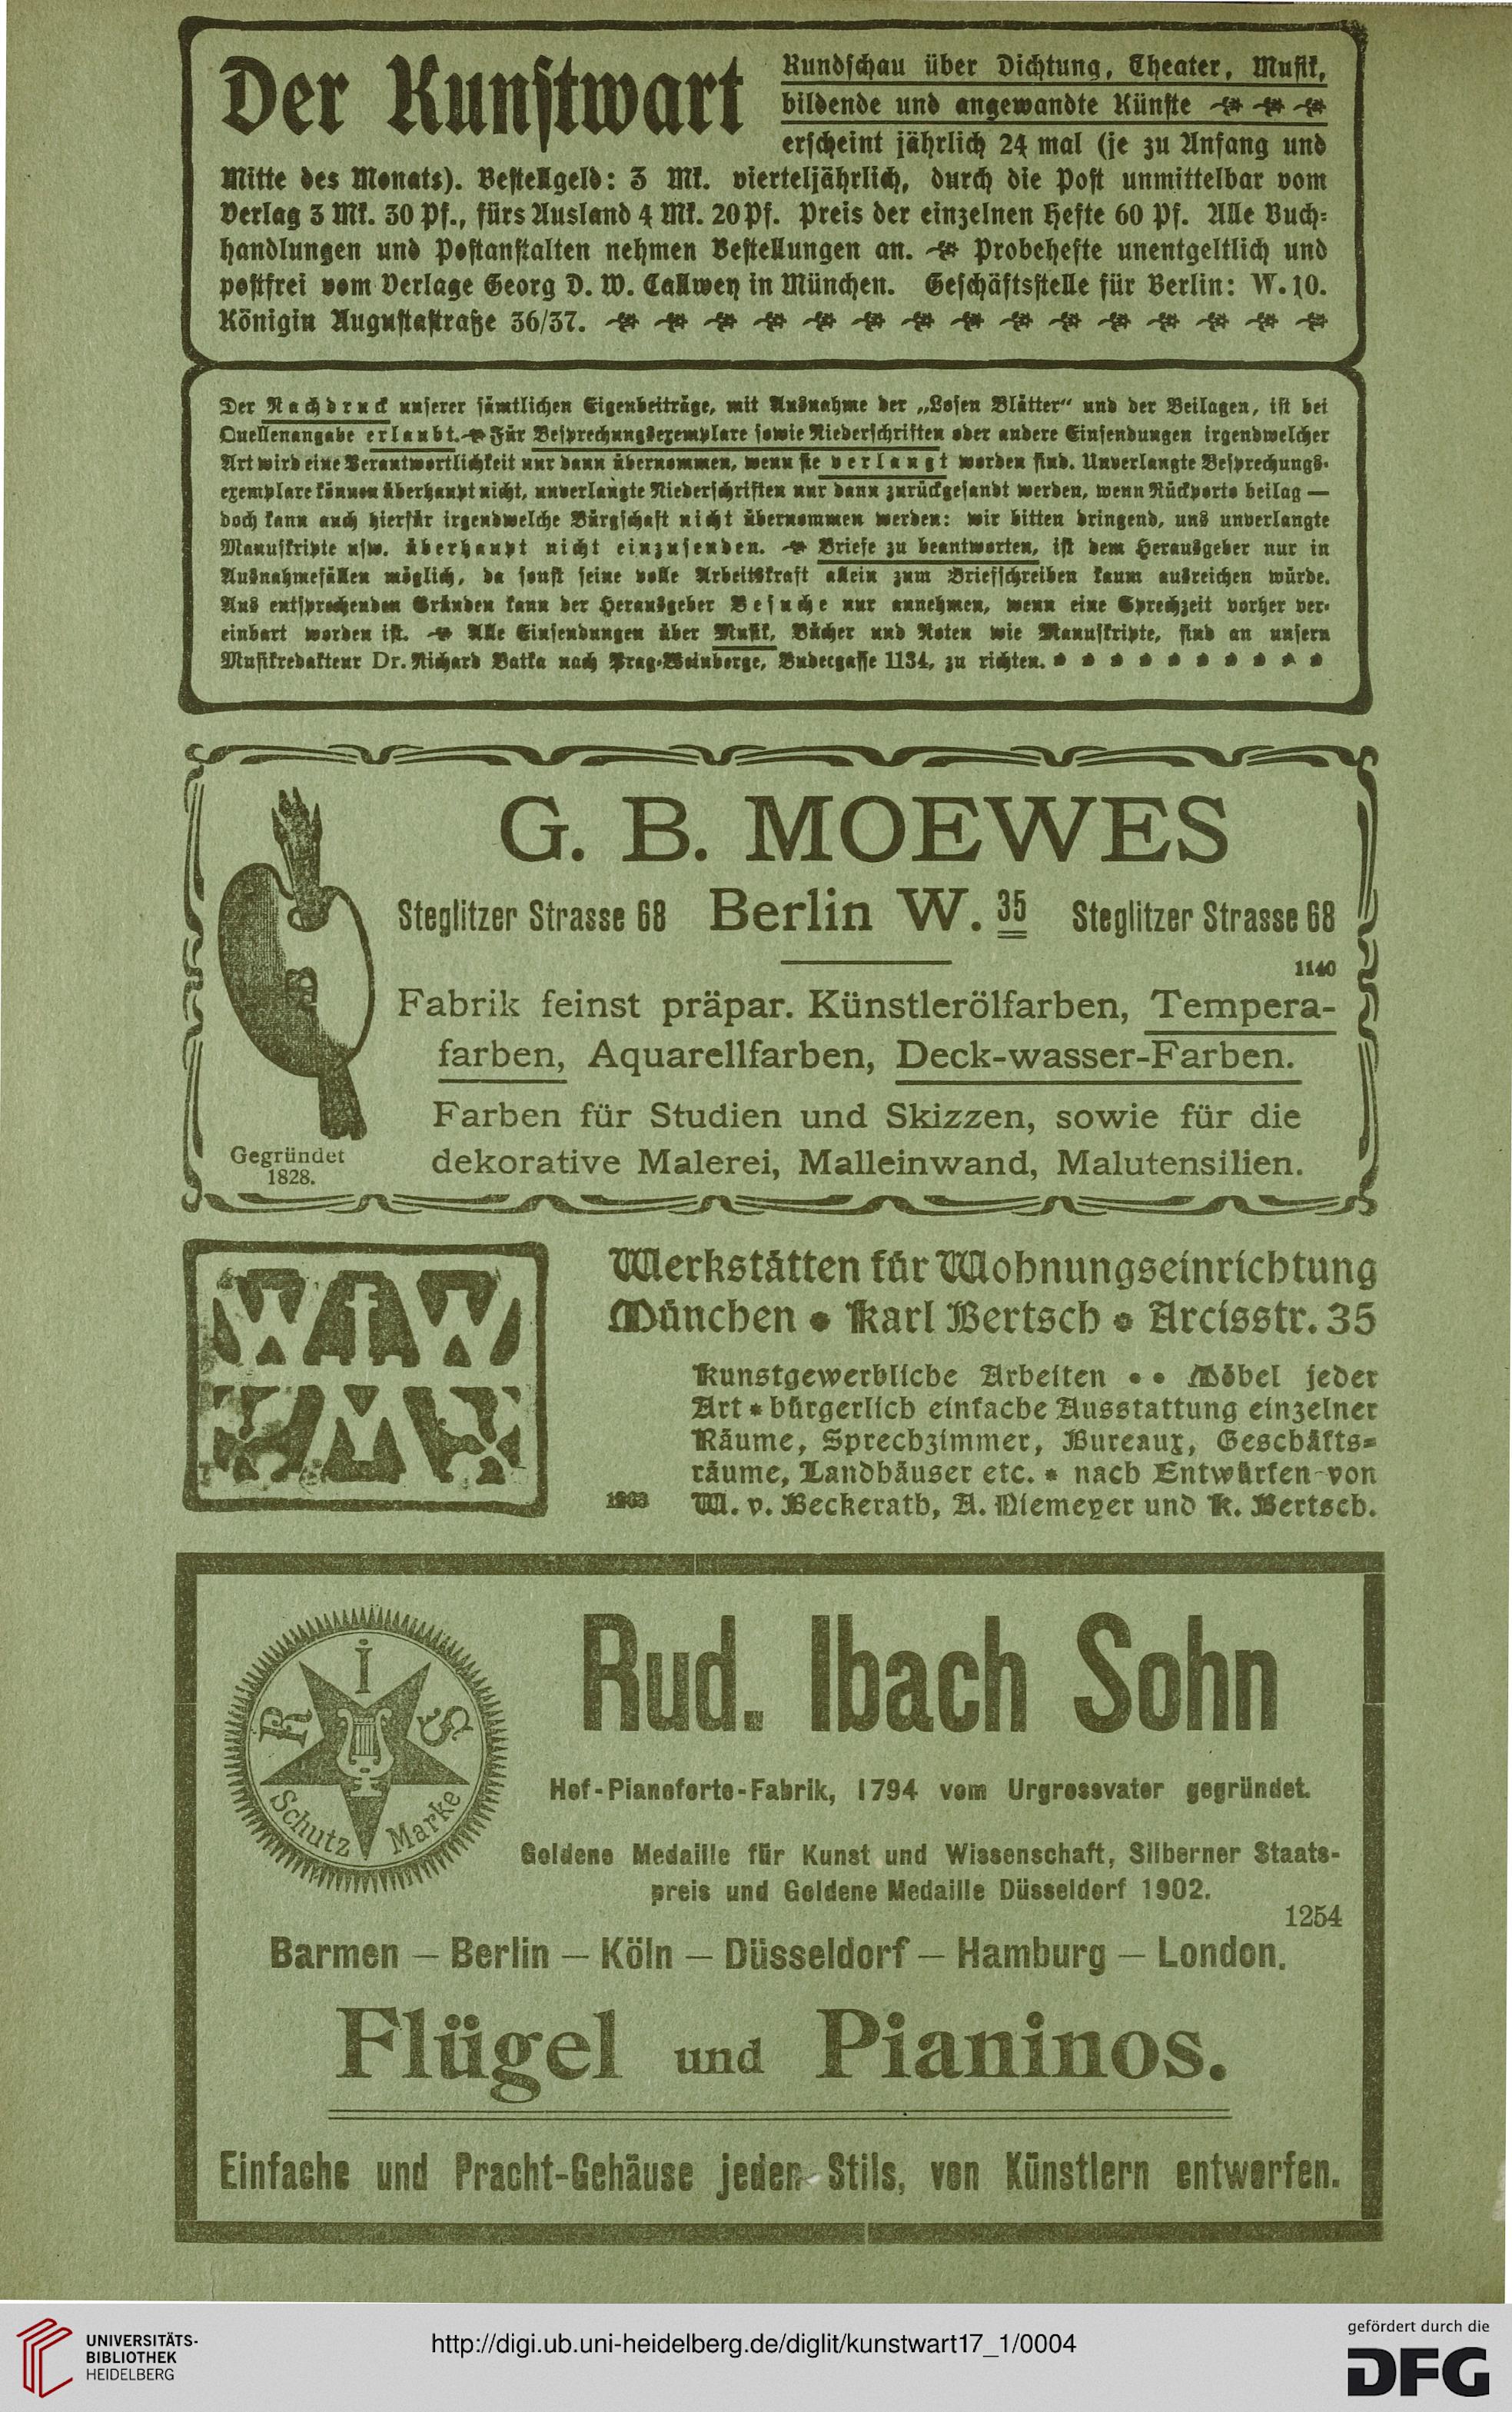 Der Kunstwart
Rundschau über Dichtung, Theater, Musik,
bildende und angewandte Künste
erscheint jährlich 24 mal (je zu Anfang und
Mitte des Monats). Bestellgeld: 3 Mk. vierteljährlich, durch die Post unmittelbar vom
Verlag 3 Mk. 30 Pf., fürs Ausland 4 Mk. 20 Pf. Preis der einzelnen Hefte 60 Pf. Alle Buch-
handlungen und Postanstalten nehmen Bestellungen an. Probehefte unentgeltlich und
postfrei vom Verlage Georg D. W. Callwey in München. Geschäftsstelle für Berlin: W. 10.
Königin Augustastraße 36/37.
Der Nachdruck unserer sämtlichen Eigenbeiträge, mit Ausnahme der „Losen Blätter“ und der Beilagen, ist bei
Quellenangabe erlaubt. Für Besprechungsexemplare sowie Niederschriften oder andere Einsendungen irgendwelcher
Art wird eine Verantwortlichkeit nur dann übernommen, wenn sie verlangt worden sind. Unverlangte Besprechungs-
exemplare können überhaupt nicht, unverlangte Niederschriften nur dann zurückgesandt werden, wenn Rückporto beilag —
doch kann auch hierfür irgendwelche Bürgschaft nicht übernommen werden: wir bitten dringend, uns unverlangte
Manuskripte usw. überhaupt nicht einzusenden. Briefe zu beantworten, ist dem Herausgeber nur in
Ausnahmefällen möglich, da sonst seine volle Arbeitskraft allein zum Briefschreiben kaum ausreichen würde.
Aus entsprechenden Gründen kann der Herausgeber Besuche nur annehmen, wenn eine Sprechzeit vorher ver-
einbart worden ist. Alle Einsendungen über Musik, Bücher und Noten wie Manuskripte, sind an unsern
Musikredakteur Dr. Richard Batka nach Prag-Weinberge, Budecgasse 1134, zu richten.
G. B. MOEWES
Steglitzer Strasse 68 Berlin W. 35 Steglitzer Strasse 68
1140
Fabrik feinst präpar. Künstlerölfarben, Tempera-
farben, Aquarellfarben, Deck-wasser-Farben.
Farben für Studien und Skizzen, sowie für die
dekorative Malerei, Malleinwand, Malutensilien.
Gegründet
1828.
WfW
KMB
Werkstätten für Wohnungseinrichtung
München • Karl Bertsch • Arcisstr. 35
Kunstgewerbliche Arbeiten • • Möbel jeder
Art * bürgerlich einfache Ausstattung einzelner
Räume, Sprechzimmer, Bureaux, Geschäfts-
räume, Landhäuser etc. * nach Entwürfen von
W. v. Beckerath, A. Niemeyer und K. Bertsch.
Rud. Ibach Sohn
R I S
Schutz Marke
Hof-Pianoforte-Fabrik, 1794 vom Urgrossvater gegründet.
Goldene Medaille für Kunst und Wissenschaft, Silberner Staats-
preis und Goldene Medaille Düsseldorf 1902.
1254
Barmen — Berlin — Köln — Düsseldorf — Hamburg — London.
Flügel und Pianinos.
Einfache und Pracht-Gehäuse jeden Stils, von Künstlern entworfen.
UNIVERSITÄTS-
BIBLIOTHEK
HEIDELBERG
http://digi.ub.uni-heidelberg.de/diglit/kunstwart17_1/0004
gefördert durch die
DFG